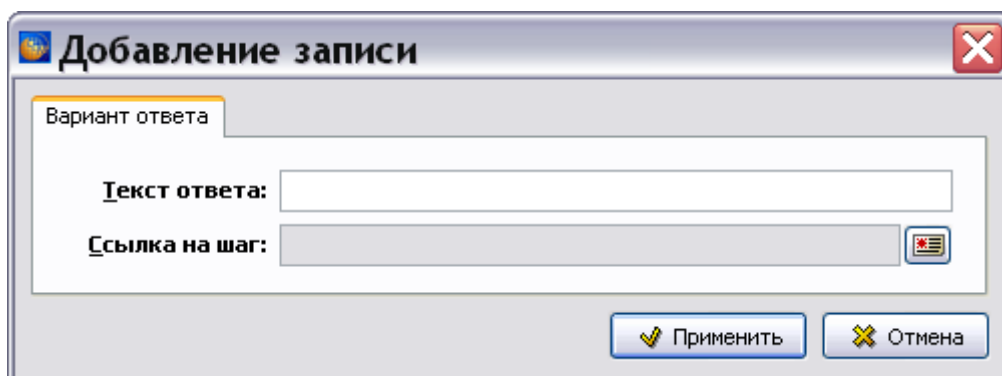 Добавление записи
Вариант ответа
Текст ответа:
Ссылка на шаг:
Применить Отмена